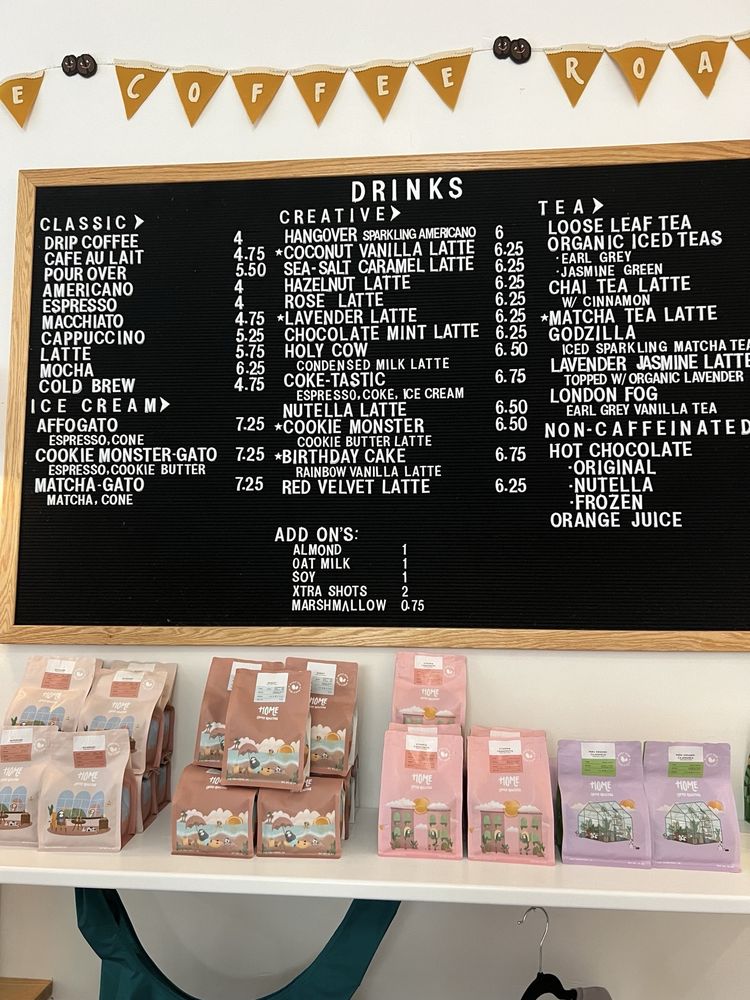 E COFFEE ROA
DRINKS
CLASSIC
DRIP COFFEE 4
CAFE AU LAIT 4.75
POUR OVER 5.50
AMERICANO 4
ESPRESSO 4
MACCHIATO 4.75
CAPPUCCINO 5.25
LATTE 5.75
MOCHA 6.25
COLD BREW 4.75
ICE CREAM
AFFOGATO 7.25
ESPRESSO, CONE
COOKIE MONSTER-GATO 7.25
ESPRESSO, COOKIE BUTTER
MATCHA-GATO 7.25
MATCHA, CONE
CREATIVE
HANGOVER SPARKLING AMERICANO 6
*COCONUT VANILLA LATTE 6.25
SEA-SALT CARAMEL LATTE 6.25
HAZELNUT LATTE 6.25
ROSE LATTE 6.25
*LAVENDER LATTE 6.25
CHOCOLATE MINT LATTE 6.25
HOLY COW 6.50
CONDENSED MILK LATTE
COKE-TASTIC 6.75
ESPRESSO, COKE, ICE CREAM
NUTELLA LATTE 6.50
*COOKIE MONSTER 6.50
COOKIE BUTTER LATTE
*BIRTHDAY CAKE 6.75
RAINBOW VANILLA LATTE
RED VELVET LATTE 6.25
ADD ON'S:
ALMOND 1
OAT MILK 1
SOY 1
XTRA SHOTS 2
MARSHMALLOW 0.75
TEA
LOOSE LEAF TEA
ORGANIC ICED TEAS
·EARL GREY
·JASMINE GREEN
CHAI TEA LATTE
W/ CINNAMON
*MATCHA TEA LATTE
GODZILLA
ICED SPARKLING MATCHA TEA
LAVENDER JASMINE LATTE
TOPPED W/ ORGANIC LAVENDER
LONDON FOG
EARL GREY VANILLA TEA
NON-CAFFEINATED
HOT CHOCOLATE
·ORIGINAL
·NUTELLA
·FROZEN
ORANGE JUICE
HOME
HOME
HOME
HOME
HOME
HOME
HOME
HOME
HOME